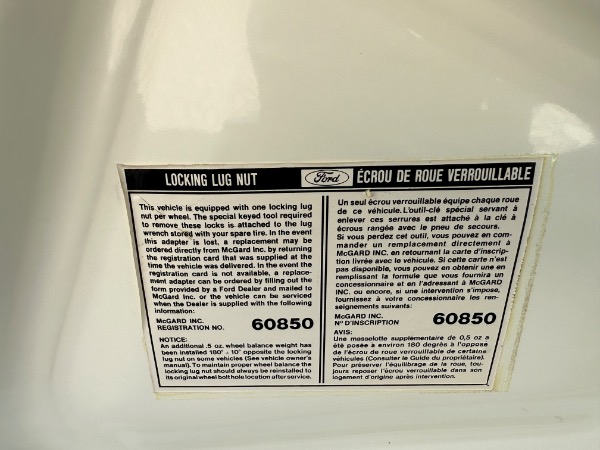 LOCKING LUG NUT
Ford
ÉCROU DE ROUE VERROUILLABLE
This vehicle is equipped with one locking lug
nut per wheel. The special keyed tool required
to remove these locks is attached to the lug
wrench stored with your spare tire. In the event
this adapter is lost, a replacement may be
ordered directly from McGard INC. by returning
the registration card that was supplied at the
time the vehicle was delivered. In the event the
registration card is not available, a replace-
ment adapter can be ordered by filling out the
form provided by a Ford Dealer and mailed to
McGard INC. or the vehicle can be serviced
when the Dealer is supplied with the following
information:
McGARD INC.
REGISTRATION NO. 60850
NOTICE:
An additional .5 oz. wheel balance weight has
been installed 180° ± 10° opposite the locking
lug nut on some vehicles (See vehicle owner's
manual). To maintain proper wheel balance the
locking lug nut should always be reinstalled to
its original wheel bolt hole location after service.
Un seul écrou verrouillable équipe chaque roue
de ce véhicule. L'outil-clé spécial servant à
enlever ces serrures est attaché à la clé à
écrous rangée avec le pneu de secours.
Si vous perdez cet outil, vous pouvez en com-
mander un remplacement directement à
McGARD INC. en retournant la carte d'inscrip-
tion livrée avec le véhicule. Si cette carte n'est
pas disponible, vous pouvez en obtenir une en
remplissant la formule que vous fournira un
concessionnaire et en l'adressant à McGARD
INC. ou encore, si une intervention s'impose,
fournissez à votre concessionnaire les ren-
seignements suivants:
McGARD INC.
N° D'INSCRIPTION 60850
AVIS:
Une masselotte supplémentaire de 0,5 oz a
été posée à environ 180 degrés à l'oppose
de l'écrou de roue verrouillable de certains
véhicules (Consulter le Guide du propriétaire).
Pour préserver l'équilibrage de la roue, tou-
jours reposer l'écrou verrouillable dans son
logement d'origine après intervention.